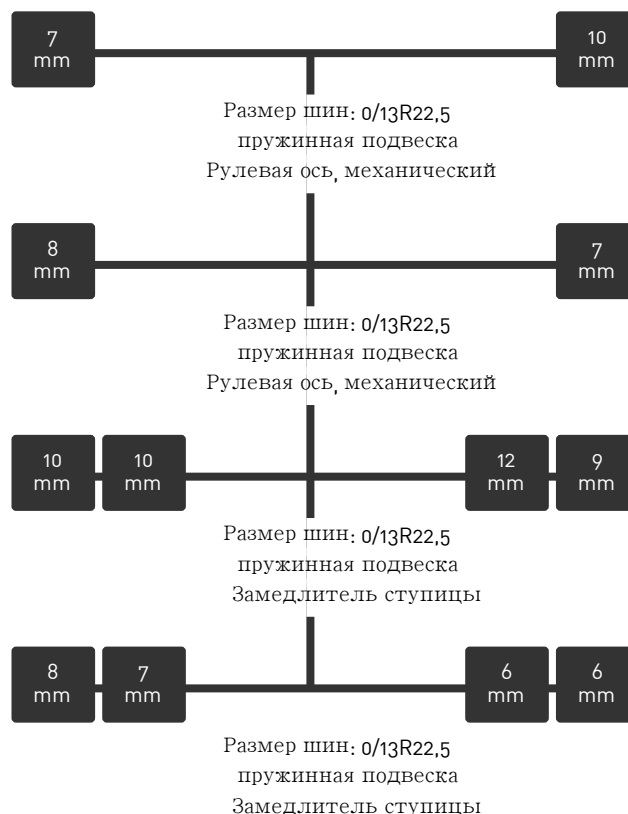 7 10
mm mm
Размер шин: 0/13R22,5
пружинная подвеска
Рулевая ось, механический
8 7
mm mm
Размер шин: 0/13R22,5
пружинная подвеска
Рулевая ось, механический
10 10 12 9
mm mm mm mm
Размер шин: 0/13R22,5
пружинная подвеска
Замедлитель ступицы
8 7 6 6
mm mm mm mm
Размер шин: 0/13R22,5
пружинная подвеска
Замедлитель ступицы